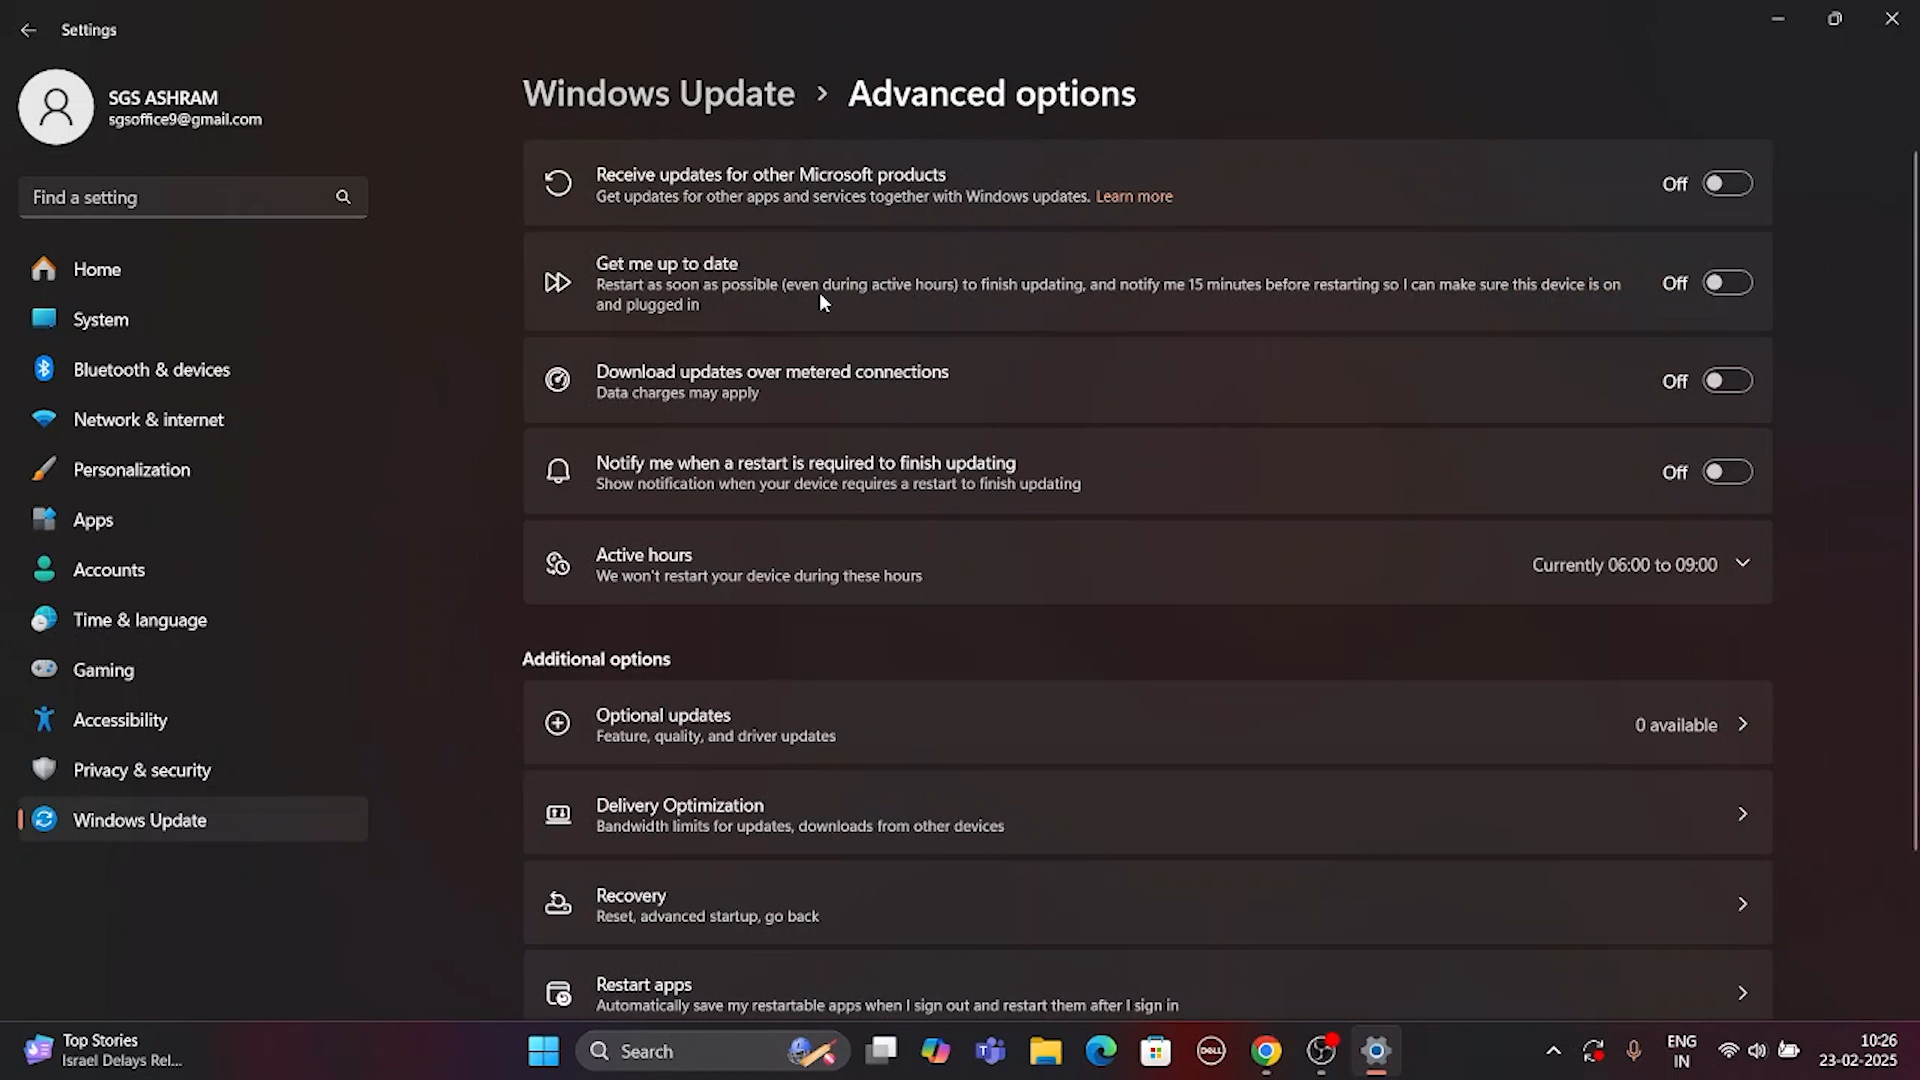 Settings
SGS ASHRAM
sgsoffice9@gmail.com
Find a setting
Home
System
Bluetooth & devices
Network & internet
Personalization
Apps
Accounts
Time & language
Gaming
Accessibility
Privacy & security
Windows Update
Windows Update > Advanced options
Receive updates for other Microsoft products
Get updates for other apps and services together with Windows updates. Learn more
Off
Get me up to date
Restart as soon as possible (even during active hours) to finish updating, and notify me 15 minutes before restarting so I can make sure this device is on
and plugged in
Off
Download updates over metered connections
Data charges may apply
Off
Notify me when a restart is required to finish updating
Show notification when your device requires a restart to finish updating
Off
Active hours
We won't restart your device during these hours
Currently 06:00 to 09:00
Additional options
Optional updates
Feature, quality, and driver updates
0 available
Delivery Optimization
Bandwidth limits for updates, downloads from other devices
Recovery
Reset, advanced startup, go back
Restart apps
Automatically save my restartable apps when I sign out and restart them after I sign in
Top Stories
Israel Delays Rel...
Search
DELL
ENG
IN
10:26
23-02-2025